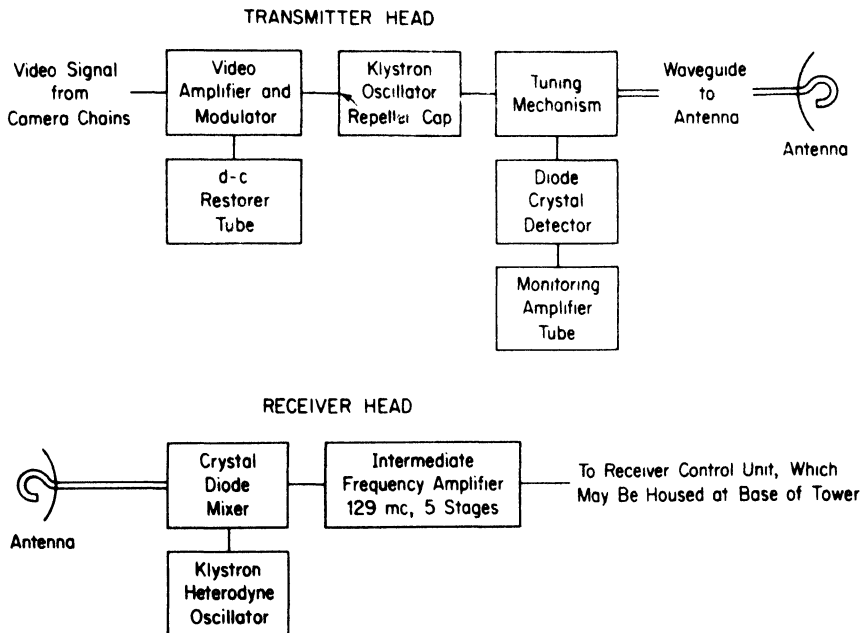 TRANSMITTER HEAD
Video Signal
from
Camera Chains
Video
Amplifier and
Modulator
Klystron
Oscillator
Repeller Cap
Tuning
Mechanism
Waveguide
to
Antenna
Antenna
d-c
Restorer
Tube
Diode
Crystal
Detector
Monitoring
Amplifier
Tube
RECEIVER HEAD
Antenna
Crystal
Diode
Mixer
Intermediate
Frequency Amplifier
129 mc, 5 Stages
To Receiver Control Unit, Which
May Be Housed at Base of Tower
Klystron
Heterodyne
Oscillator